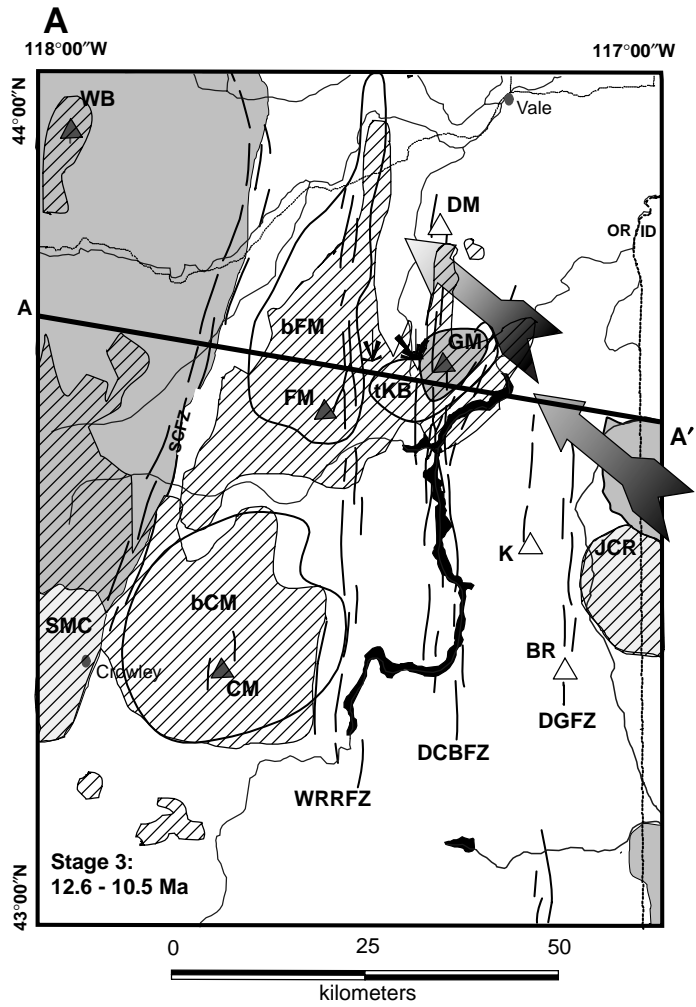 A
118°00"W
117°00"W
44°00"N
WB
Vale
DM
OR
ID
A
bFM
GM
FM
tKB
A′
SGFZ
K
JCR
bCM
SMC
BR
Crowley
CM
DGFZ
DCBFZ
WRRFZ
Stage 3:
12.6 - 10.5 Ma
43°00"N
0
25
50
kilometers